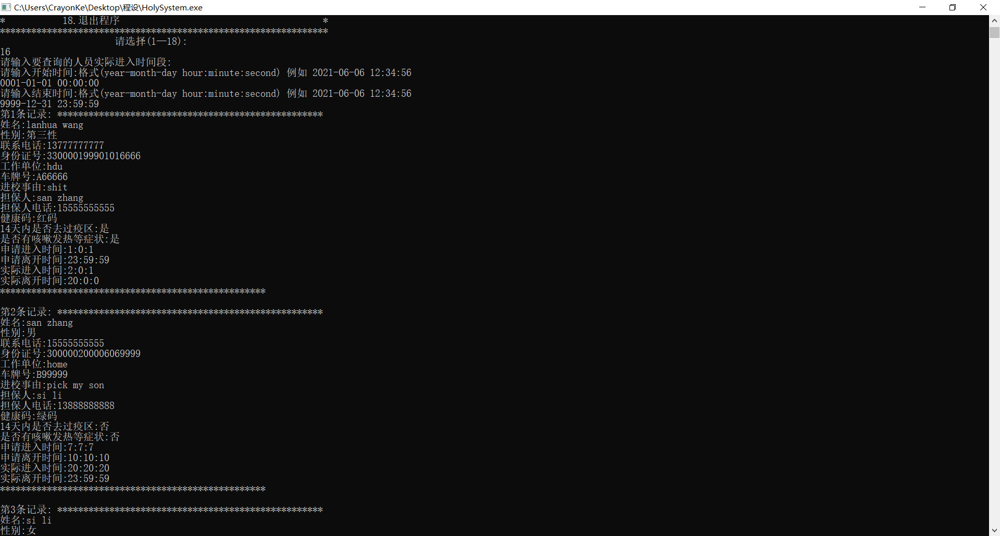 C:\Users\CrayonKe\Desktop\程设\HolySystem.exe
* 18.退出程序 *
***************************************************************
请选择(1—18):
16
请输入要查询的人员实际进入时间段:
请输入开始时间:格式(year-month-day hour:minute:second) 例如 2021-06-06 12:34:56
0001-01-01 00:00:00
请输入结束时间:格式(year-month-day hour:minute:second) 例如 2021-06-06 12:34:56
9999-12-31 23:59:59
第1条记录: ***************************************************
姓名:lanhua wang
性别:第三性
联系电话:13777777777
身份证号:330000199901016666
工作单位:hdu
车牌号:A66666
进校事由:shit
担保人:san zhang
担保人电话:15555555555
健康码:红码
14天内是否去过疫区:是
是否有咳嗽发热等症状:是
申请进入时间:1:0:1
申请离开时间:23:59:59
实际进入时间:2:0:1
实际离开时间:20:0:0
***************************************************
第2条记录: ***************************************************
姓名:san zhang
性别:男
联系电话:15555555555
身份证号:300000200006069999
工作单位:home
车牌号:B99999
进校事由:pick my son
担保人:si li
担保人电话:13888888888
健康码:绿码
14天内是否去过疫区:否
是否有咳嗽发热等症状:否
申请进入时间:7:7:7
申请离开时间:10:10:10
实际进入时间:20:20:20
实际离开时间:23:59:59
***************************************************
第3条记录: ***************************************************
姓名:si li
性别:女